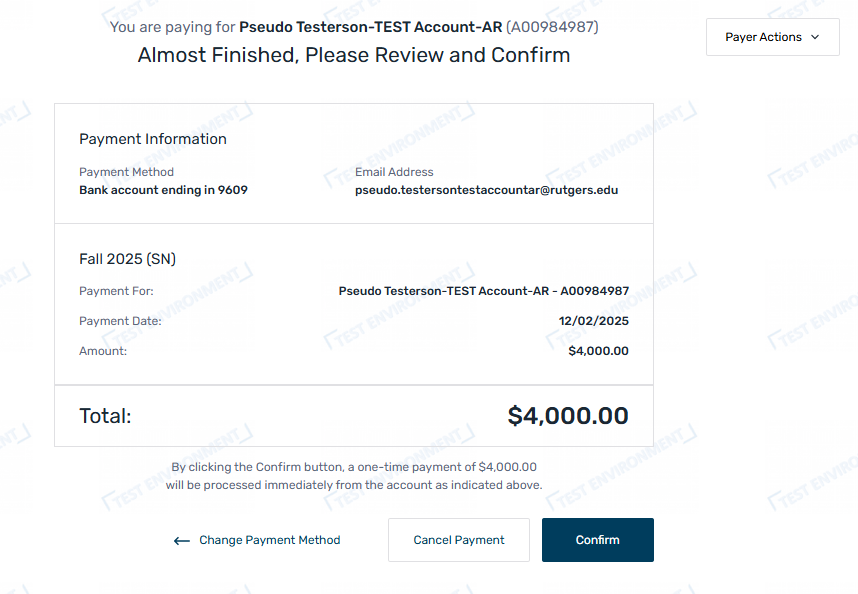 You are paying for Pseudo Testerson-TEST Account-AR (A00984987)
Almost Finished, Please Review and Confirm
Payer Actions
Payment Information
Payment Method
Email Address
Bank account ending in 9609
pseudo.testersontestaccountar@rutgers.edu
Fall 2025 (SN)
Payment For:
Pseudo Testerson-TEST Account-AR - A00984987
Payment Date:
12/02/2025
Amount:
$4,000.00
Total:
$4,000.00
By clicking the Confirm button, a one-time payment of $4,000.00
will be processed immediately from the account as indicated above.
Change Payment Method
Cancel Payment
Confirm
TEST ENVIRONMENT